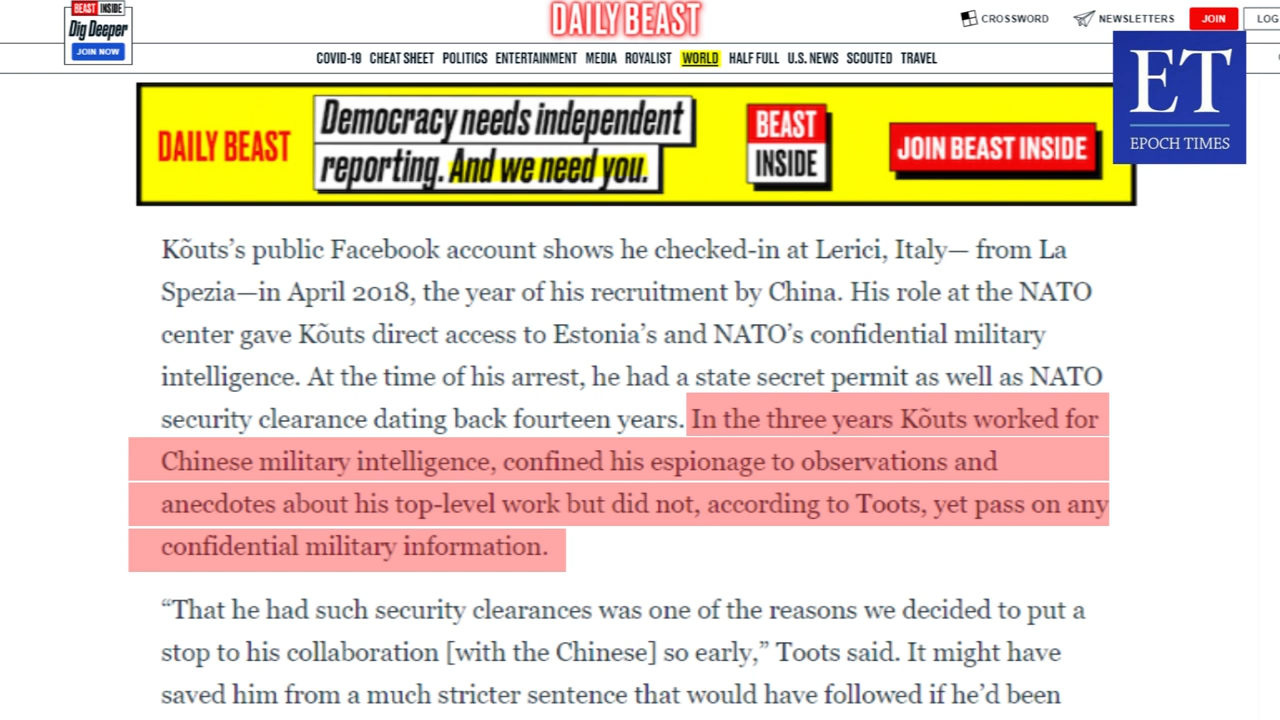 BEAST INSIDE
Dig Deeper
JOIN NOW
DAILY BEAST
CROSSWORD
NEWSLETTERS
JOIN
LOG
COVID-19 CHEAT SHEET POLITICS ENTERTAINMENT MEDIA ROYALIST WORLD HALF FULL U.S. NEWS SCOUTED TRAVEL
ET
EPOCH TIMES
DAILY BEAST
Democracy needs independent
reporting. And we need you.
BEAST
INSIDE
JOIN BEAST INSIDE
Kõuts’s public Facebook account shows he checked-in at Lerici, Italy— from La
Spezia—in April 2018, the year of his recruitment by China. His role at the NATO
center gave Kõuts direct access to Estonia’s and NATO’s confidential military
intelligence. At the time of his arrest, he had a state secret permit as well as NATO
security clearance dating back fourteen years. In the three years Kõuts worked for
Chinese military intelligence, confined his espionage to observations and
anecdotes about his top-level work but did not, according to Toots, yet pass on any
confidential military information.
“That he had such security clearances was one of the reasons we decided to put a
stop to his collaboration [with the Chinese] so early,” Toots said. It might have
saved him from a much stricter sentence that would have followed if he’d been